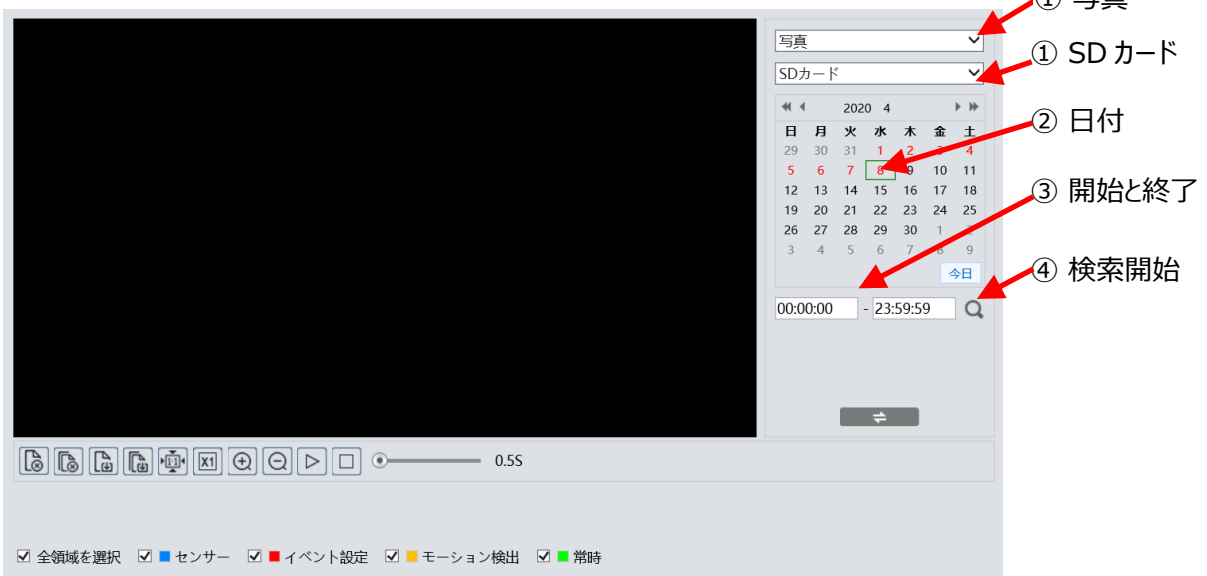 ① 写真
写真
① SD カード
SDカード
2020 4
② 日付
日 月 火 水 木 金 土
29 30 31 1 2 3 4
5 6 7 8 9 10 11
12 13 14 15 16 17 18
③ 開始と終了
19 20 21 22 23 24 25
26 27 28 29 30 1 2
3 4 5 6 7 8 9
今日
④ 検索開始
00:00:00 - 23:59:59
1:1 X1 0.5S
全領域を選択 センサー イベント設定 モーション検出 常時